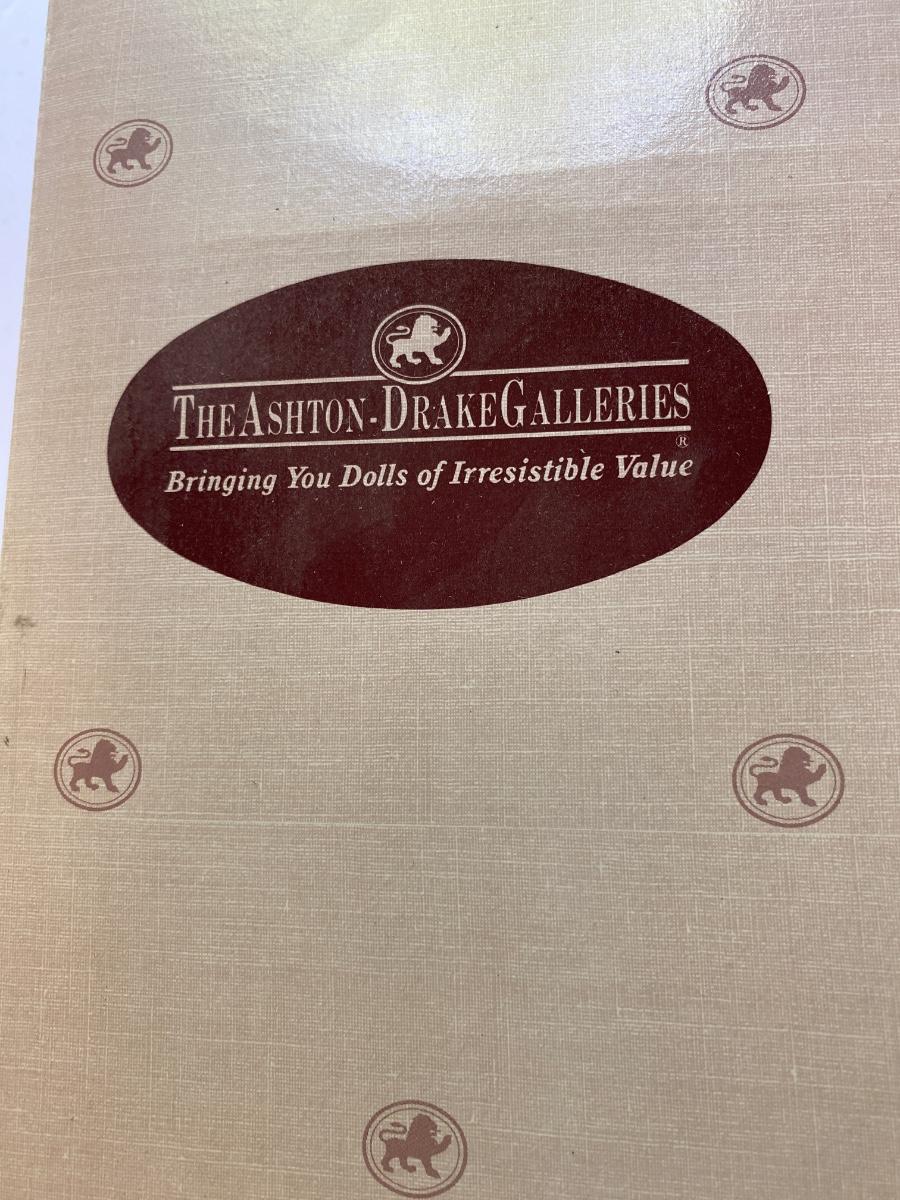 The Ashton-Drake Galleries
®
Bringing You Dolls of Irresistible Value